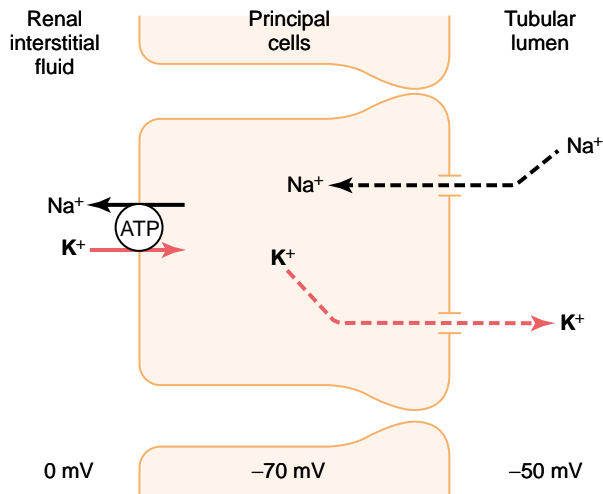 Renal
interstitial
fluid
Principal
cells
Tubular
lumen
Na⁺
Na⁺
Na⁺
ATP
K⁺
K⁺
K⁺
0 mV
–70 mV
–50 mV